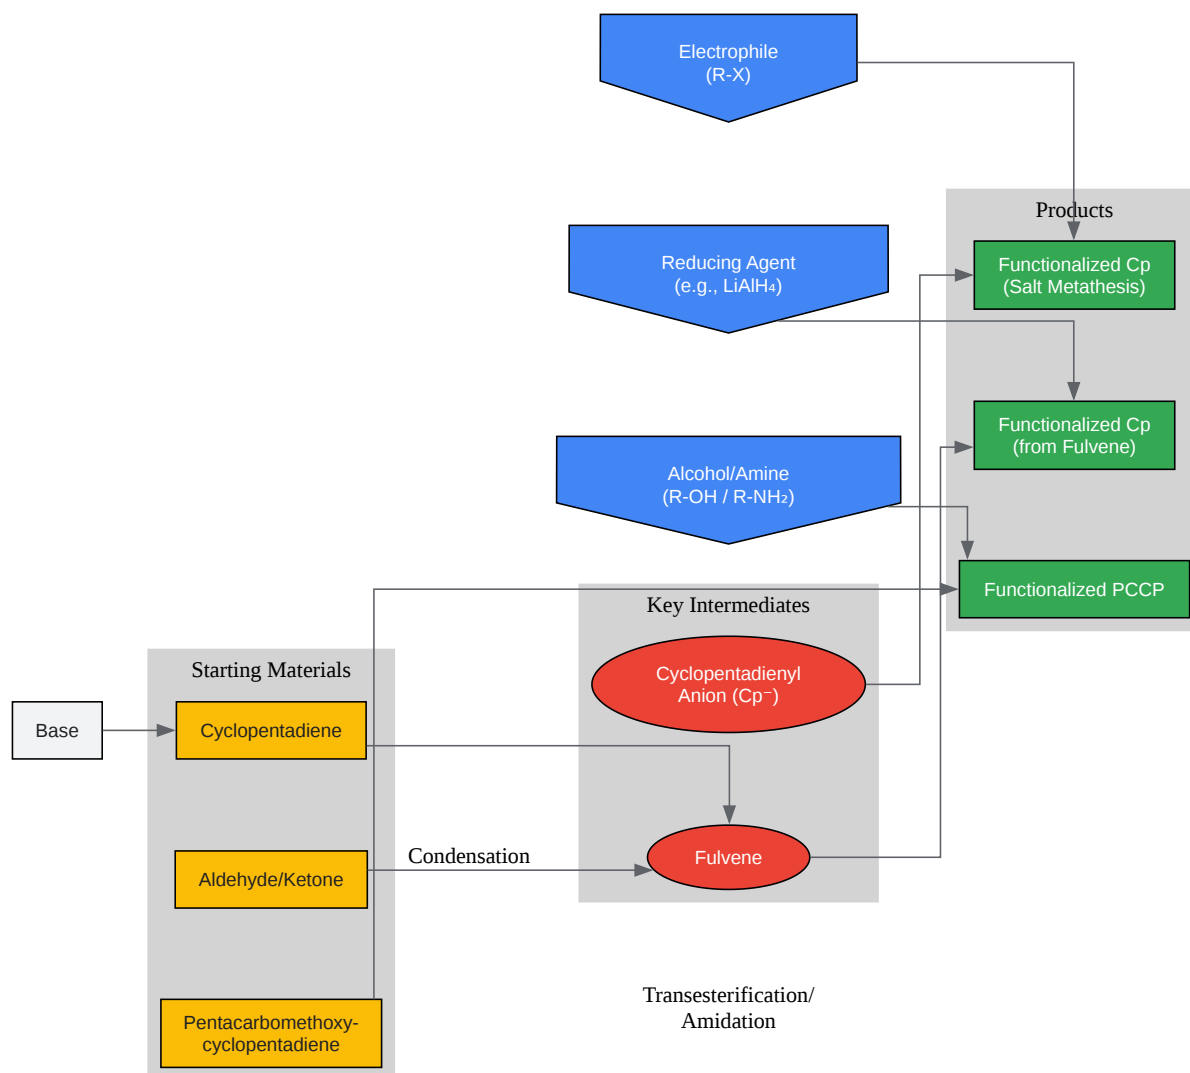 Electrophile
(R-X)
Products
Reducing Agent
(e.g., LiAlH₄)
Functionalized Cp
(Salt Metathesis)
Functionalized Cp
(from Fulvene)
Alcohol/Amine
(R-OH / R-NH₂)
Functionalized PCCP
Key Intermediates
Cyclopentadienyl
Anion (Cp⁻)
Starting Materials
Base
Cyclopentadiene
Condensation
Fulvene
Aldehyde/Ketone
Transesterification/
Amidation
Pentacarbomethoxy-
cyclopentadiene